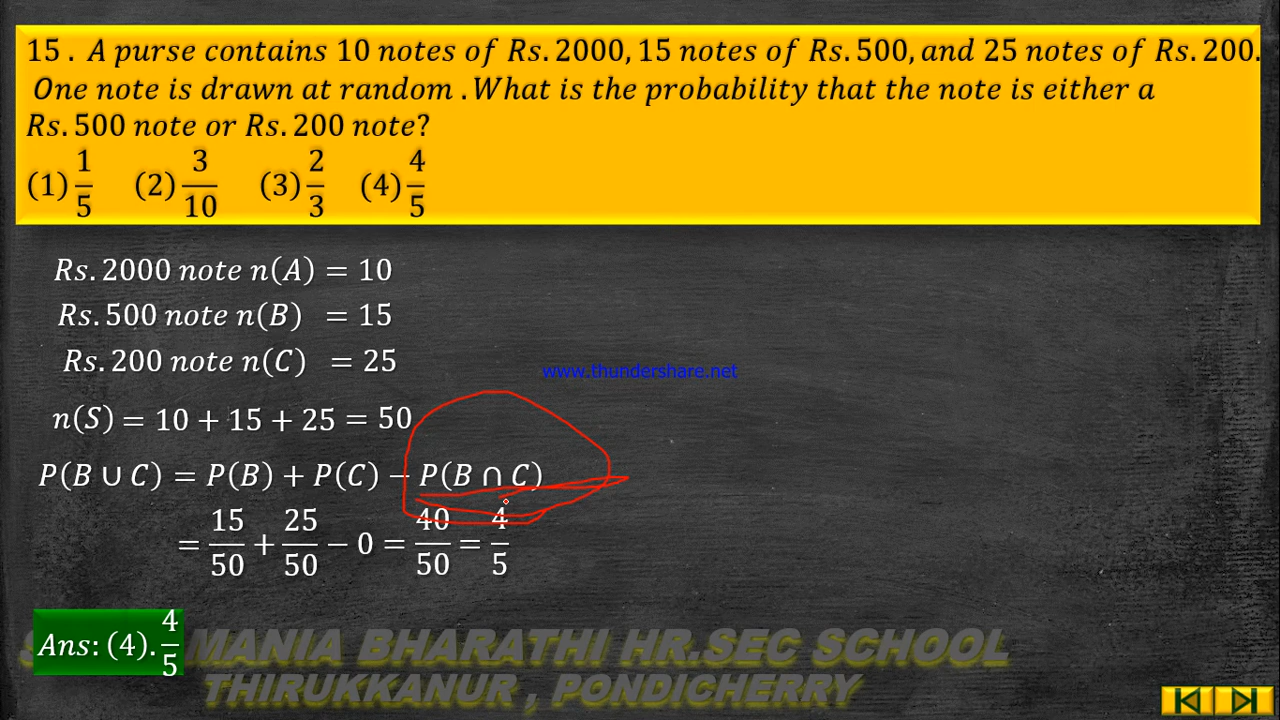 15 . A purse contains 10 notes of Rs. 2000, 15 notes of Rs. 500, and 25 notes of Rs. 200.
One note is drawn at random .What is the probability that the note is either a
Rs. 500 note or Rs. 200 note?
(1) 1/5 (2) 3/10 (3) 2/3 (4) 4/5
Rs. 2000 note n(A) = 10
Rs. 500 note n(B) = 15
Rs. 200 note n(C) = 25
www.thundershare.net
n(S) = 10 + 15 + 25 = 50
P(B ∪ C) = P(B) + P(C) − P(B ∩ C)
= 15/50 + 25/50 − 0 = 40/50 = 4/5
Ans: (4). 4/5
MANIA BHARATHI HR.SEC SCHOOL
THIRUKKANUR , PONDICHERRY